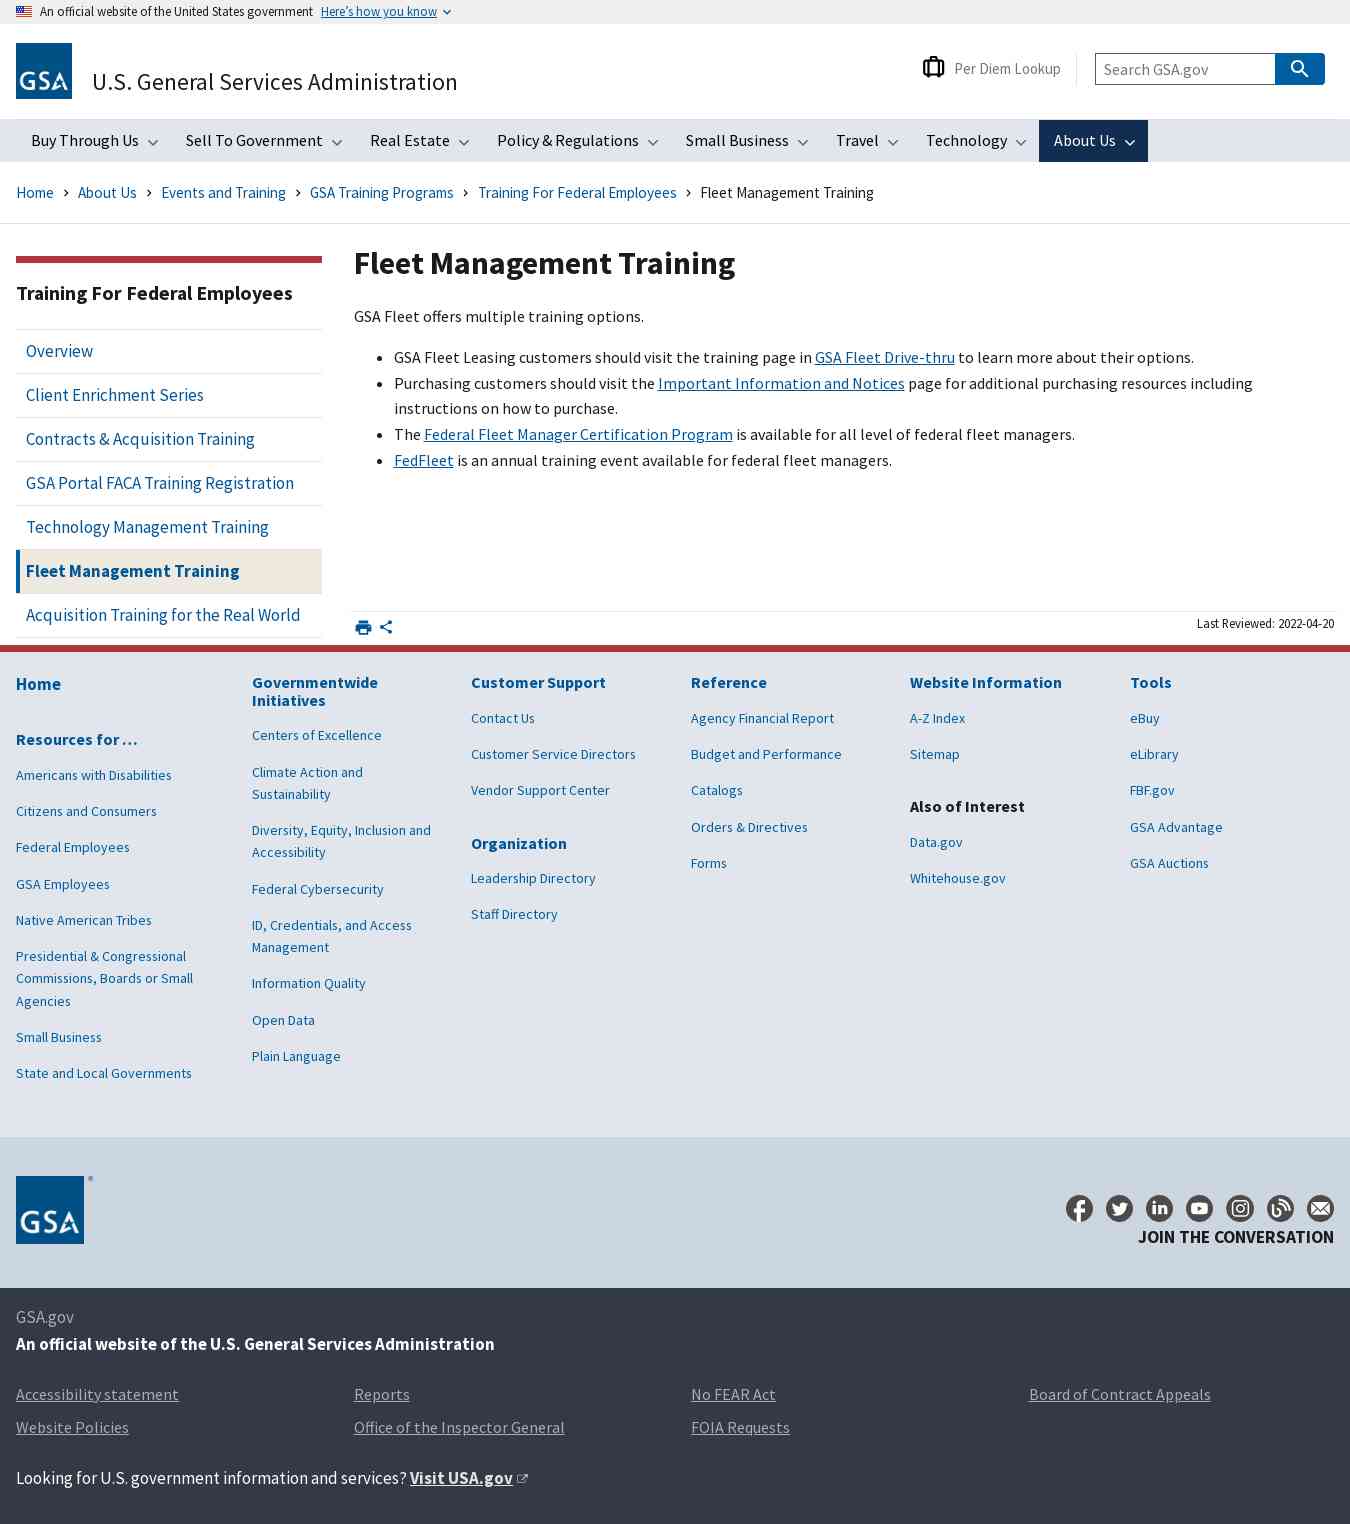 An official website of the United States government Here's how you know
GSA
U.S. General Services Administration
Per Diem Lookup
Search GSA.gov
Buy Through Us Sell To Government Real Estate Policy & Regulations Small Business Travel Technology About Us
Home > About Us > Events and Training > GSA Training Programs > Training For Federal Employees > Fleet Management Training
Training For Federal Employees
Overview
Client Enrichment Series
Contracts & Acquisition Training
GSA Portal FACA Training Registration
Technology Management Training
Fleet Management Training
Acquisition Training for the Real World
Fleet Management Training
GSA Fleet offers multiple training options.
• GSA Fleet Leasing customers should visit the training page in GSA Fleet Drive-thru to learn more about their options.
• Purchasing customers should visit the Important Information and Notices page for additional purchasing resources including
instructions on how to purchase.
• The Federal Fleet Manager Certification Program is available for all level of federal fleet managers.
• FedFleet is an annual training event available for federal fleet managers.
Last Reviewed: 2022-04-20
Home
Resources for …
Americans with Disabilities
Citizens and Consumers
Federal Employees
GSA Employees
Native American Tribes
Presidential & Congressional
Commissions, Boards or Small
Agencies
Small Business
State and Local Governments
Governmentwide
Initiatives
Centers of Excellence
Climate Action and
Sustainability
Diversity, Equity, Inclusion and
Accessibility
Federal Cybersecurity
ID, Credentials, and Access
Management
Information Quality
Open Data
Plain Language
Customer Support
Contact Us
Customer Service Directors
Vendor Support Center
Organization
Leadership Directory
Staff Directory
Reference
Agency Financial Report
Budget and Performance
Catalogs
Orders & Directives
Forms
Website Information
A-Z Index
Sitemap
Also of Interest
Data.gov
Whitehouse.gov
Tools
eBuy
eLibrary
FBF.gov
GSA Advantage
GSA Auctions
GSA ®
JOIN THE CONVERSATION
GSA.gov
An official website of the U.S. General Services Administration
Accessibility statement Reports No FEAR Act Board of Contract Appeals
Website Policies Office of the Inspector General FOIA Requests
Looking for U.S. government information and services? Visit USA.gov